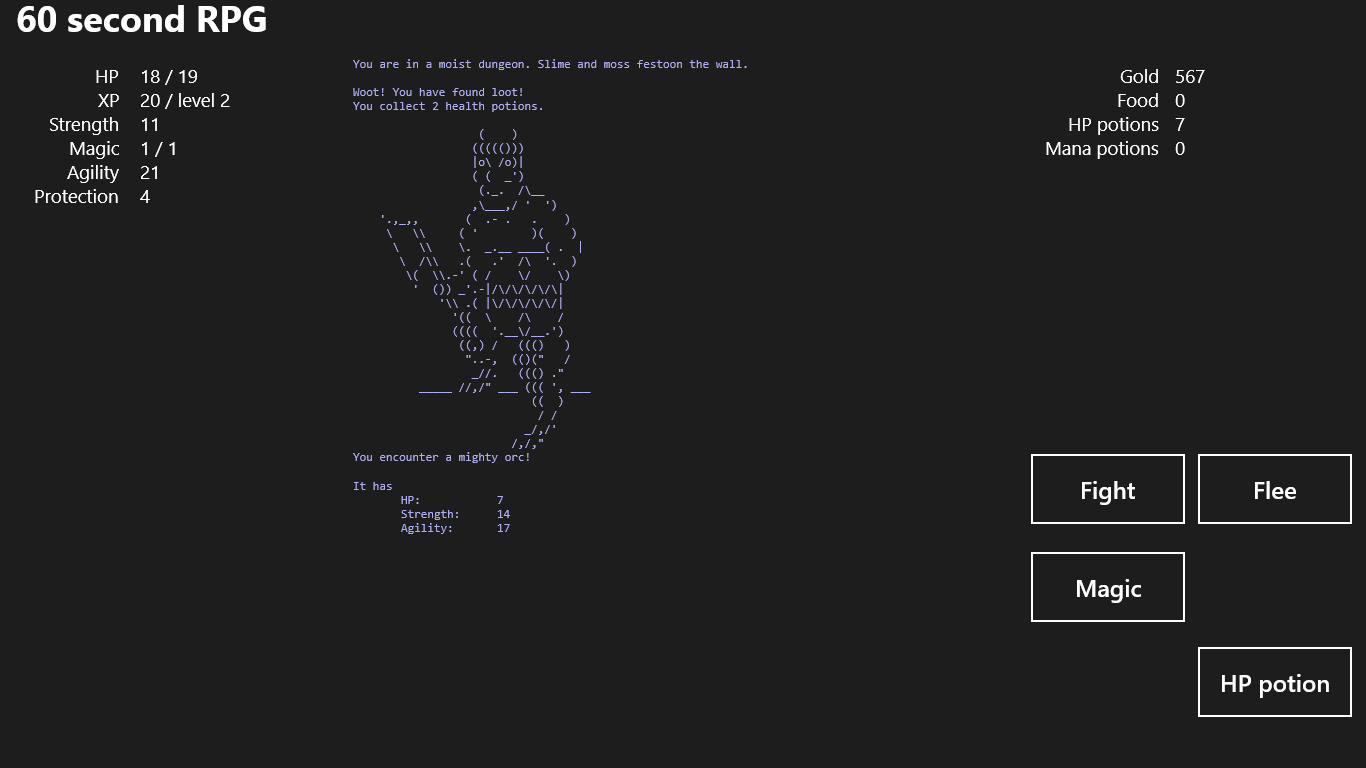 60 second RPG
HP 18 / 19
XP 20 / level 2
Strength 11
Magic 1 / 1
Agility 21
Protection 4
You are in a moist dungeon. Slime and moss festoon the wall.
Woot! You have found loot!
You collect 2 health potions.
You encounter a mighty orc!
It has
HP: 7
Strength: 14
Agility: 17
Gold 567
Food 0
HP potions 7
Mana potions 0
Fight
Flee
Magic
HP potion